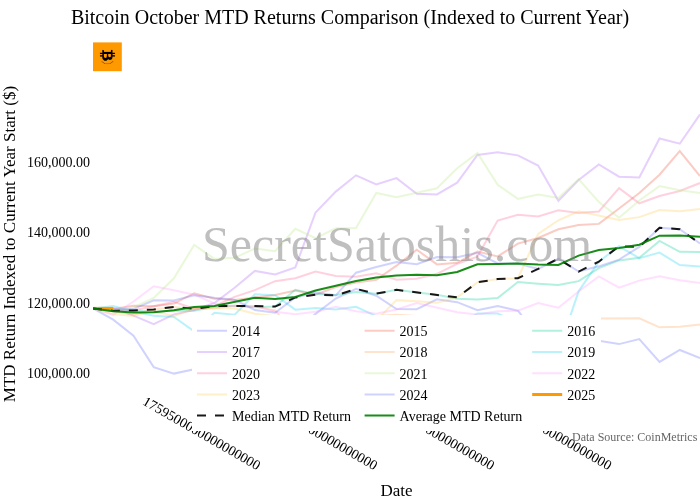 Bitcoin October MTD Returns Comparison (Indexed to Current Year)
MTD Return Indexed to Current Year Start ($)
160,000.00
140,000.00
120,000.00
100,000.00
SecretSatoshis.com
2014
2015
2016
2017
2018
2019
2020
2021
2022
2023
2024
2025
Median MTD Return
Average MTD Return
Data Source: CoinMetrics
Date